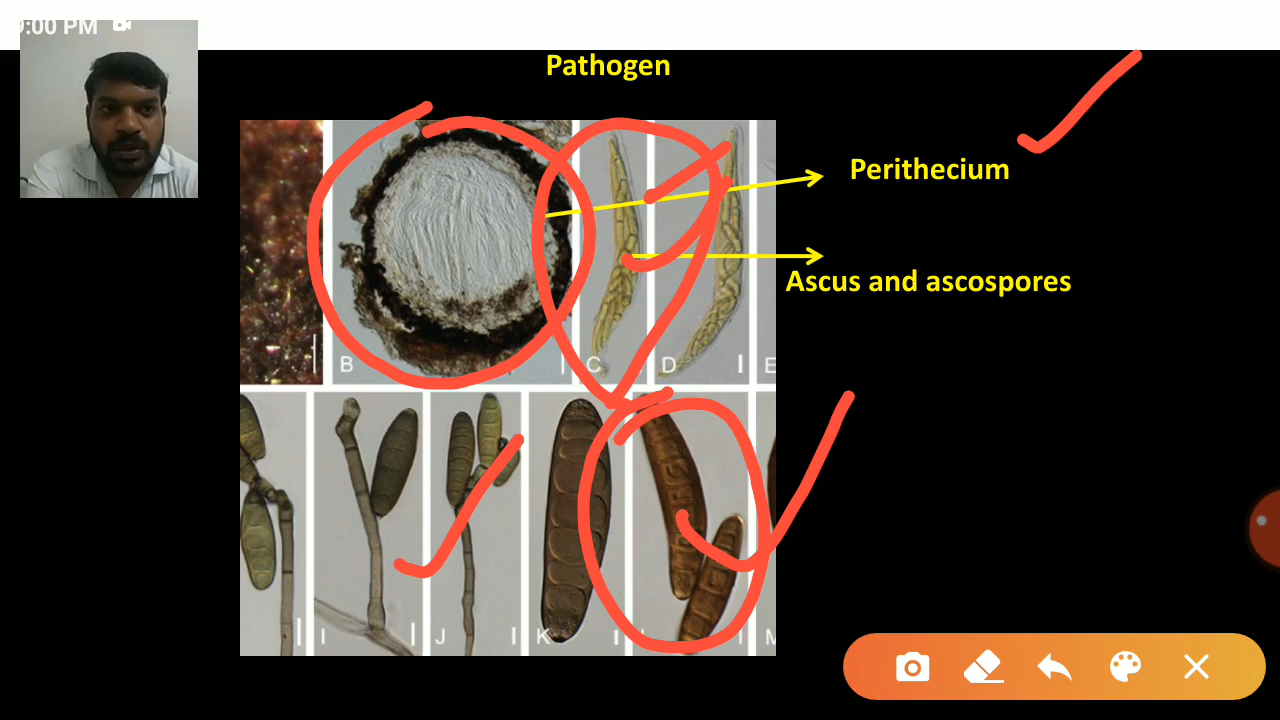 9:00 PM
Pathogen
Perithecium
Ascus and ascospores
B
C
D
E
I
J
K
L
M